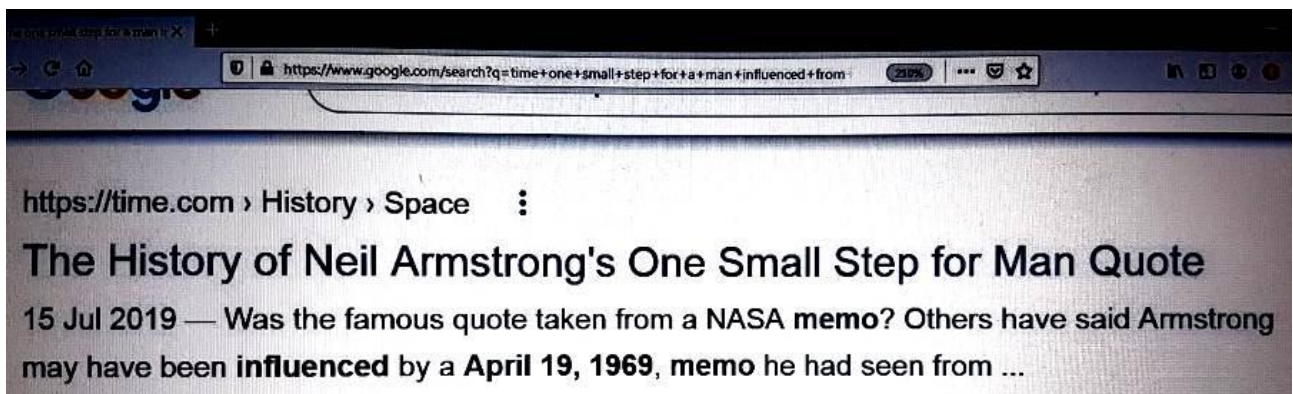 https://www.google.com/search?q=time+one+small+step+for+a+man+influenced+from
https://time.com › History › Space
The History of Neil Armstrong's One Small Step for Man Quote
15 Jul 2019 — Was the famous quote taken from a NASA memo? Others have said Armstrong
may have been influenced by a April 19, 1969, memo he had seen from ...